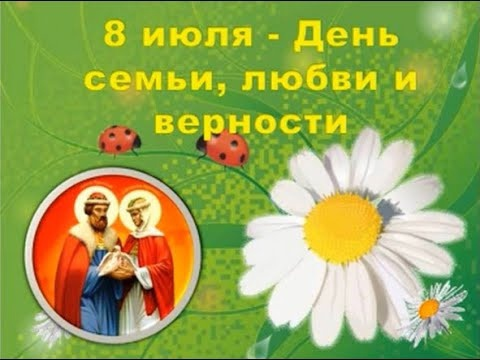 8 июля - День
семьи, любви и
верности